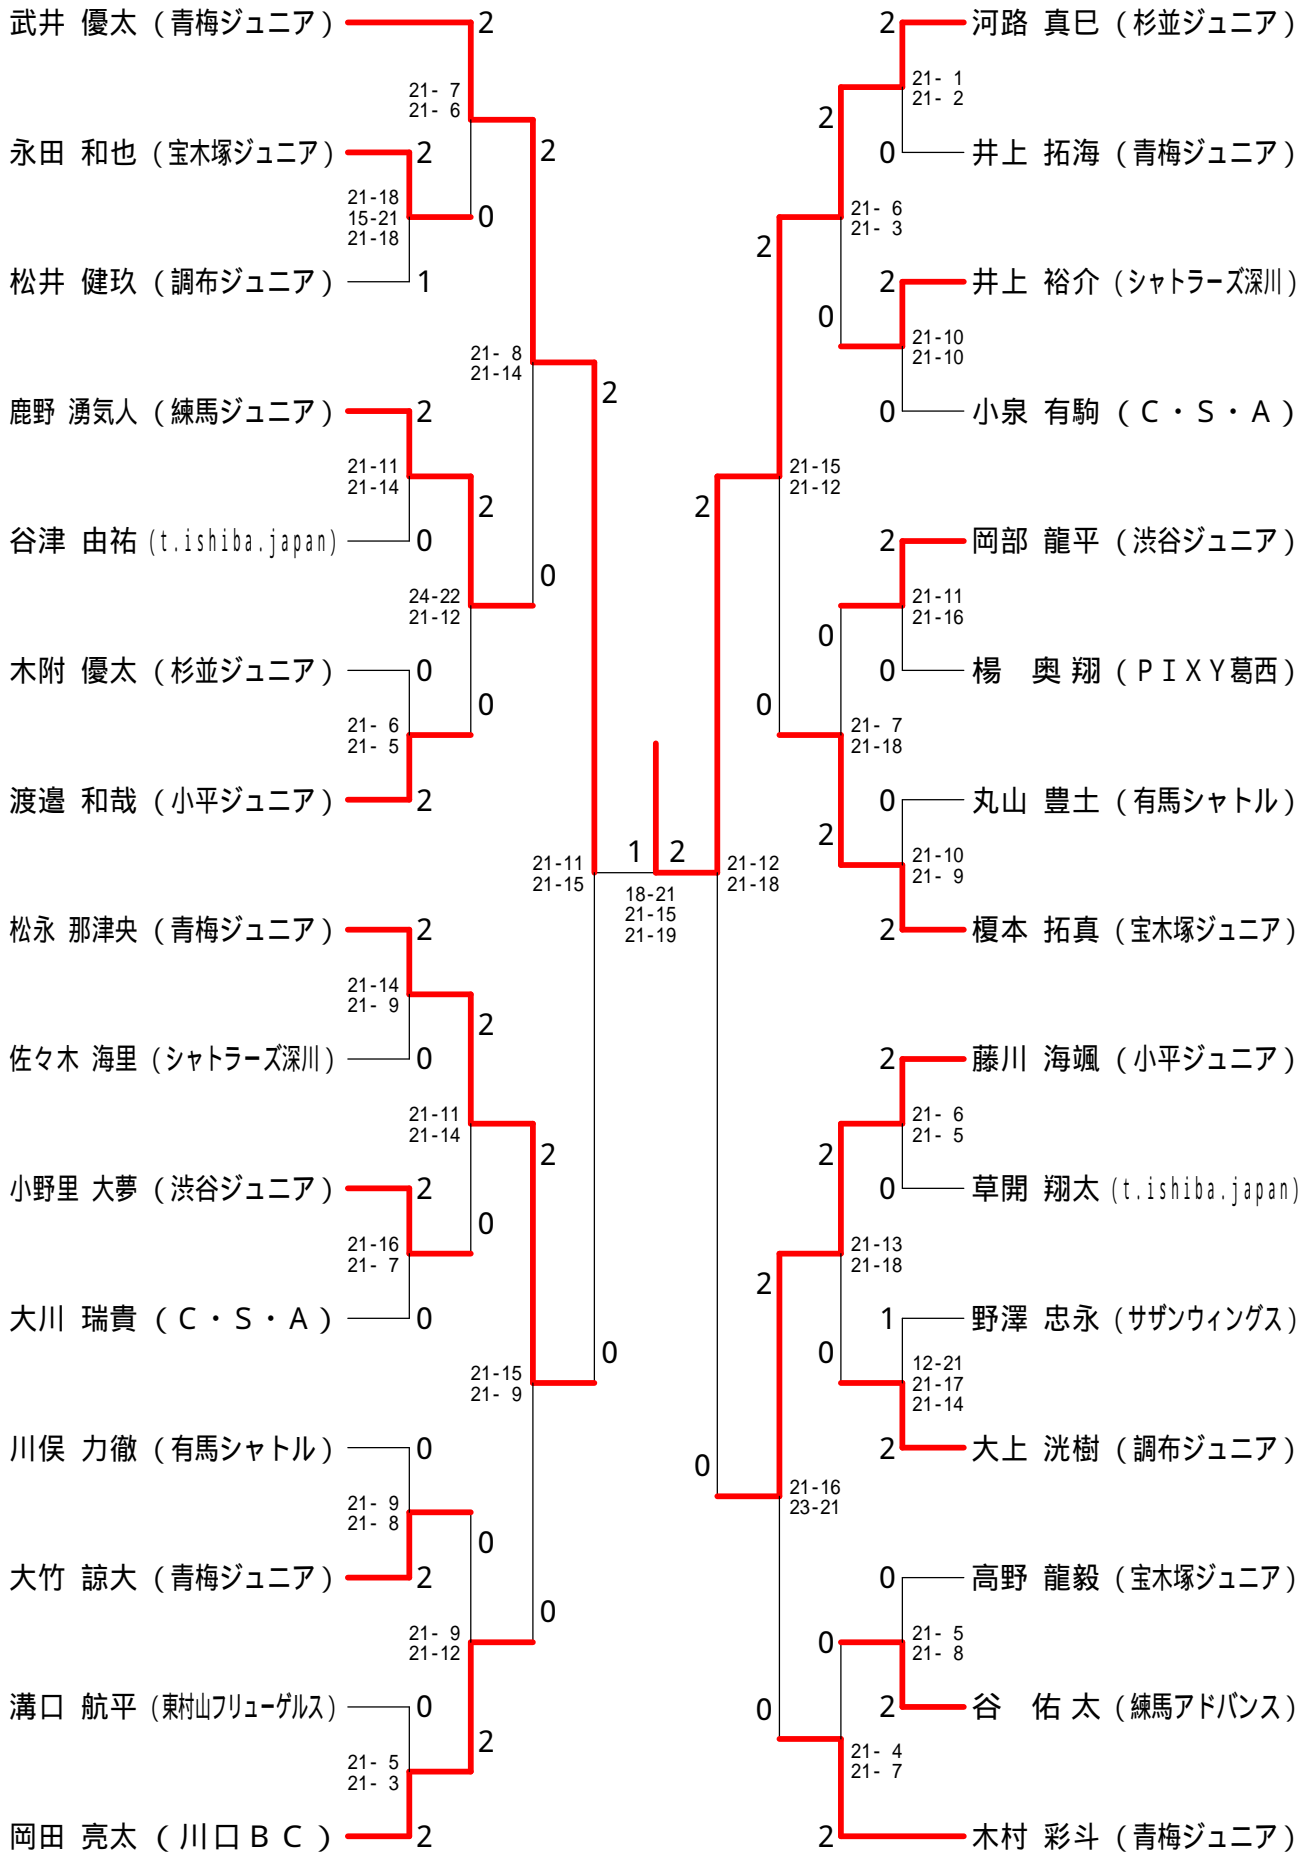 武井 優太 (青梅ジュニア) 2
21- 7
21- 6
2
永田 和也 (宝木塚ジュニア) 2
21-18
15-21
21-18
0
松井 健玖 (調布ジュニア) 1
21- 8
21-14
2
鹿野 湧気人 (練馬ジュニア) 2
21-11
21-14
2
谷津 由祐 (t.ishiba.japan) 0
0
24-22
21-12
木附 優太 (杉並ジュニア) 0
0
21- 6
21- 5
渡邉 和哉 (小平ジュニア) 2
21-11
21-15
松永 那津央 (青梅ジュニア) 2
21-14
21- 9
2
佐々木 海里 (シャトラーズ深川) 0
21-11
21-14
2
小野里 大夢 (渋谷ジュニア) 2
0
21-16
21- 7
大川 瑞貴 (C・S・A) 0
0
21-15
21- 9
川俣 力徹 (有馬シャトル) 0
21- 9
21- 8
0
大竹 諒大 (青梅ジュニア) 2
0
21- 9
21-12
溝口 航平 (東村山フリューゲルス) 0
2
21- 5
21- 3
岡田 亮太 (川口BC) 2
1 2
18-21
21-15
21-19
2 河路 真巳 (杉並ジュニア)
21- 1
21- 2
2
0 井上 拓海 (青梅ジュニア)
21- 6
21- 3
2
2 井上 裕介 (シャトラーズ深川)
0
21-10
21-10
0 小泉 有駒 (C・S・A)
21-15
21-12
2
2 岡部 龍平 (渋谷ジュニア)
21-11
21-16
0
0 楊 奥翔 (PIXY葛西)
0
21- 7
21-18
0 丸山 豊土 (有馬シャトル)
2
21-10
21- 9
21-12
21-18
2 榎本 拓真 (宝木塚ジュニア)
2 藤川 海颯 (小平ジュニア)
21- 6
21- 5
2
0 草開 翔太 (t.ishiba.japan)
21-13
21-18
2
1 野澤 忠永 (サザンウィングス)
0
12-21
21-17
21-14
2 大上 洸樹 (調布ジュニア)
0
21-16
23-21
0 高野 龍毅 (宝木塚ジュニア)
0
21- 5
21- 8
2 谷 佑太 (練馬アドバンス)
0
21- 4
21- 7
2 木村 彩斗 (青梅ジュニア)